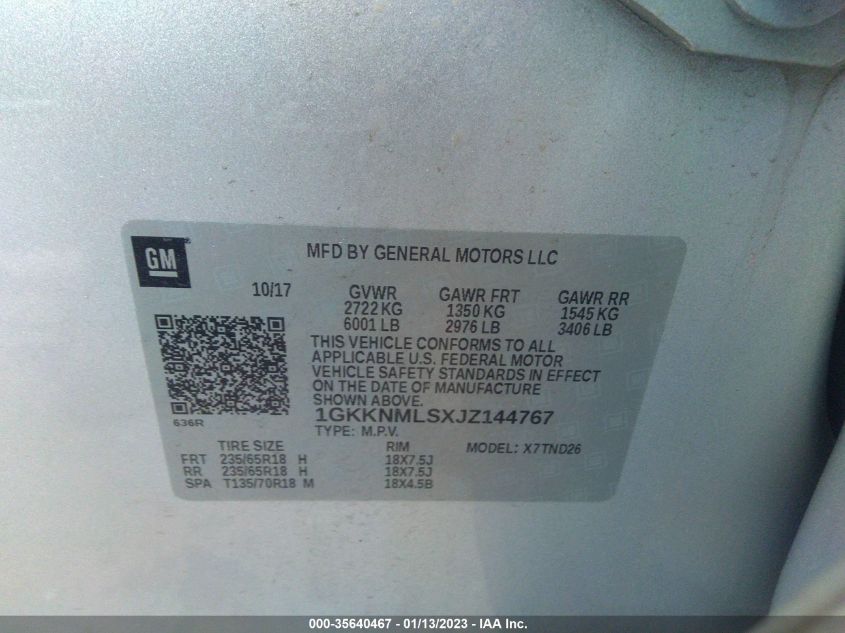 GM
MFD BY GENERAL MOTORS LLC
10/17 GVWR GAWR FRT GAWR RR
2722 KG 1350 KG 1545 KG
6001 LB 2976 LB 3406 LB
THIS VEHICLE CONFORMS TO ALL
APPLICABLE U.S. FEDERAL MOTOR
VEHICLE SAFETY STANDARDS IN EFFECT
ON THE DATE OF MANUFACTURE
SHOWN ABOVE.
1GKKNMLSXJZ144767
636R
TYPE: M.P.V.
TIRE SIZE RIM MODEL: X7TND26
FRT 235/65R18 H 18X7.5J
RR 235/65R18 H 18X7.5J
SPA T135/70R18 M 18X4.5B
000-35640467 - 01/13/2023 - IAA Inc.